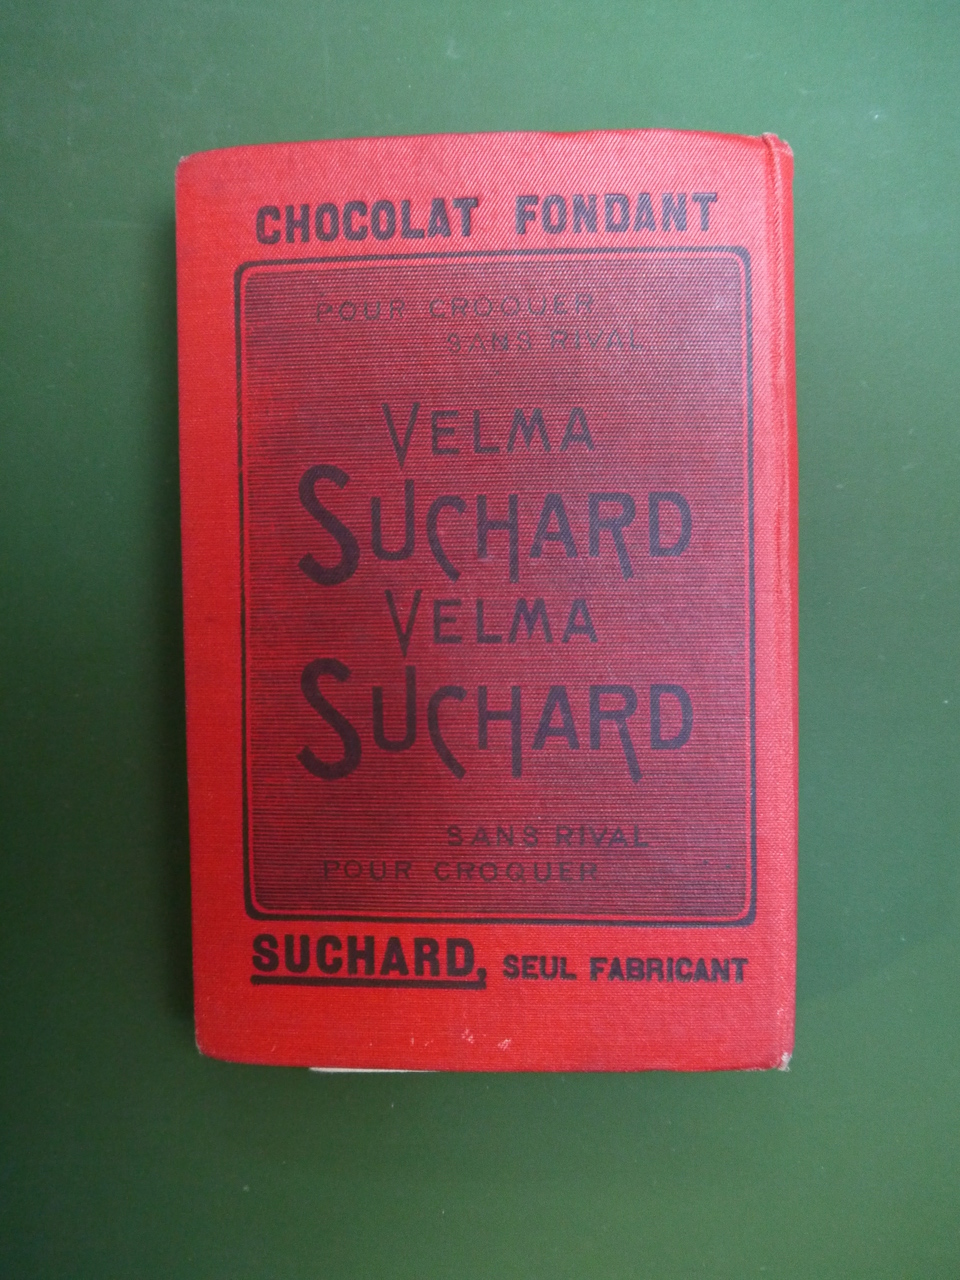 CHOCOLAT FONDANT
POUR CROQUER
SANS RIVAL
VELMA
SUCHARD
VELMA
SUCHARD
SANS RIVAL
POUR CROQUER
SUCHARD, SEUL FABRICANT